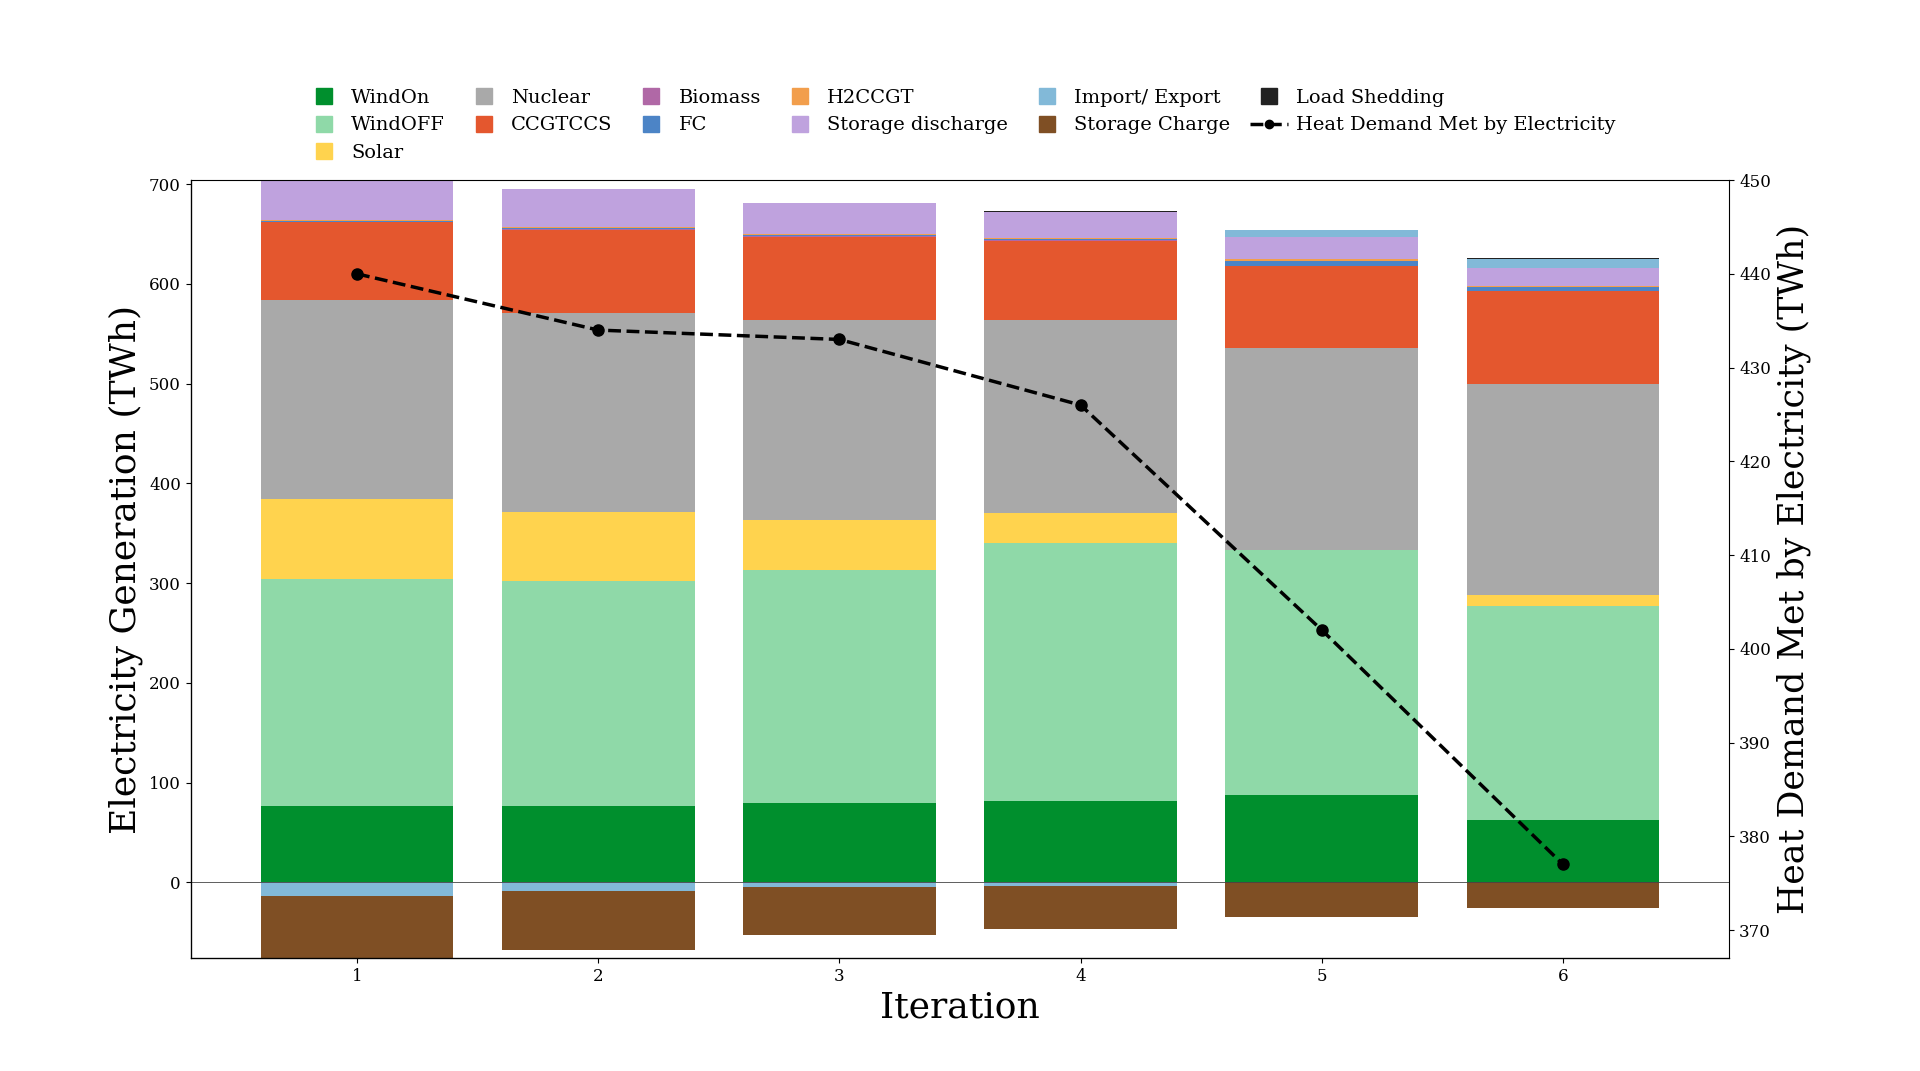 WindOn Nuclear Biomass H2CCGT Import/ Export Load Shedding
WindOFF CCGTCCS FC Storage discharge Storage Charge Heat Demand Met by Electricity
Solar
Electricity Generation (TWh)
700
600
500
400
300
200
100
0
450
440
430
420
410
400
390
380
370
Heat Demand Met by Electricity (TWh)
1 2 3 4 5 6
Iteration